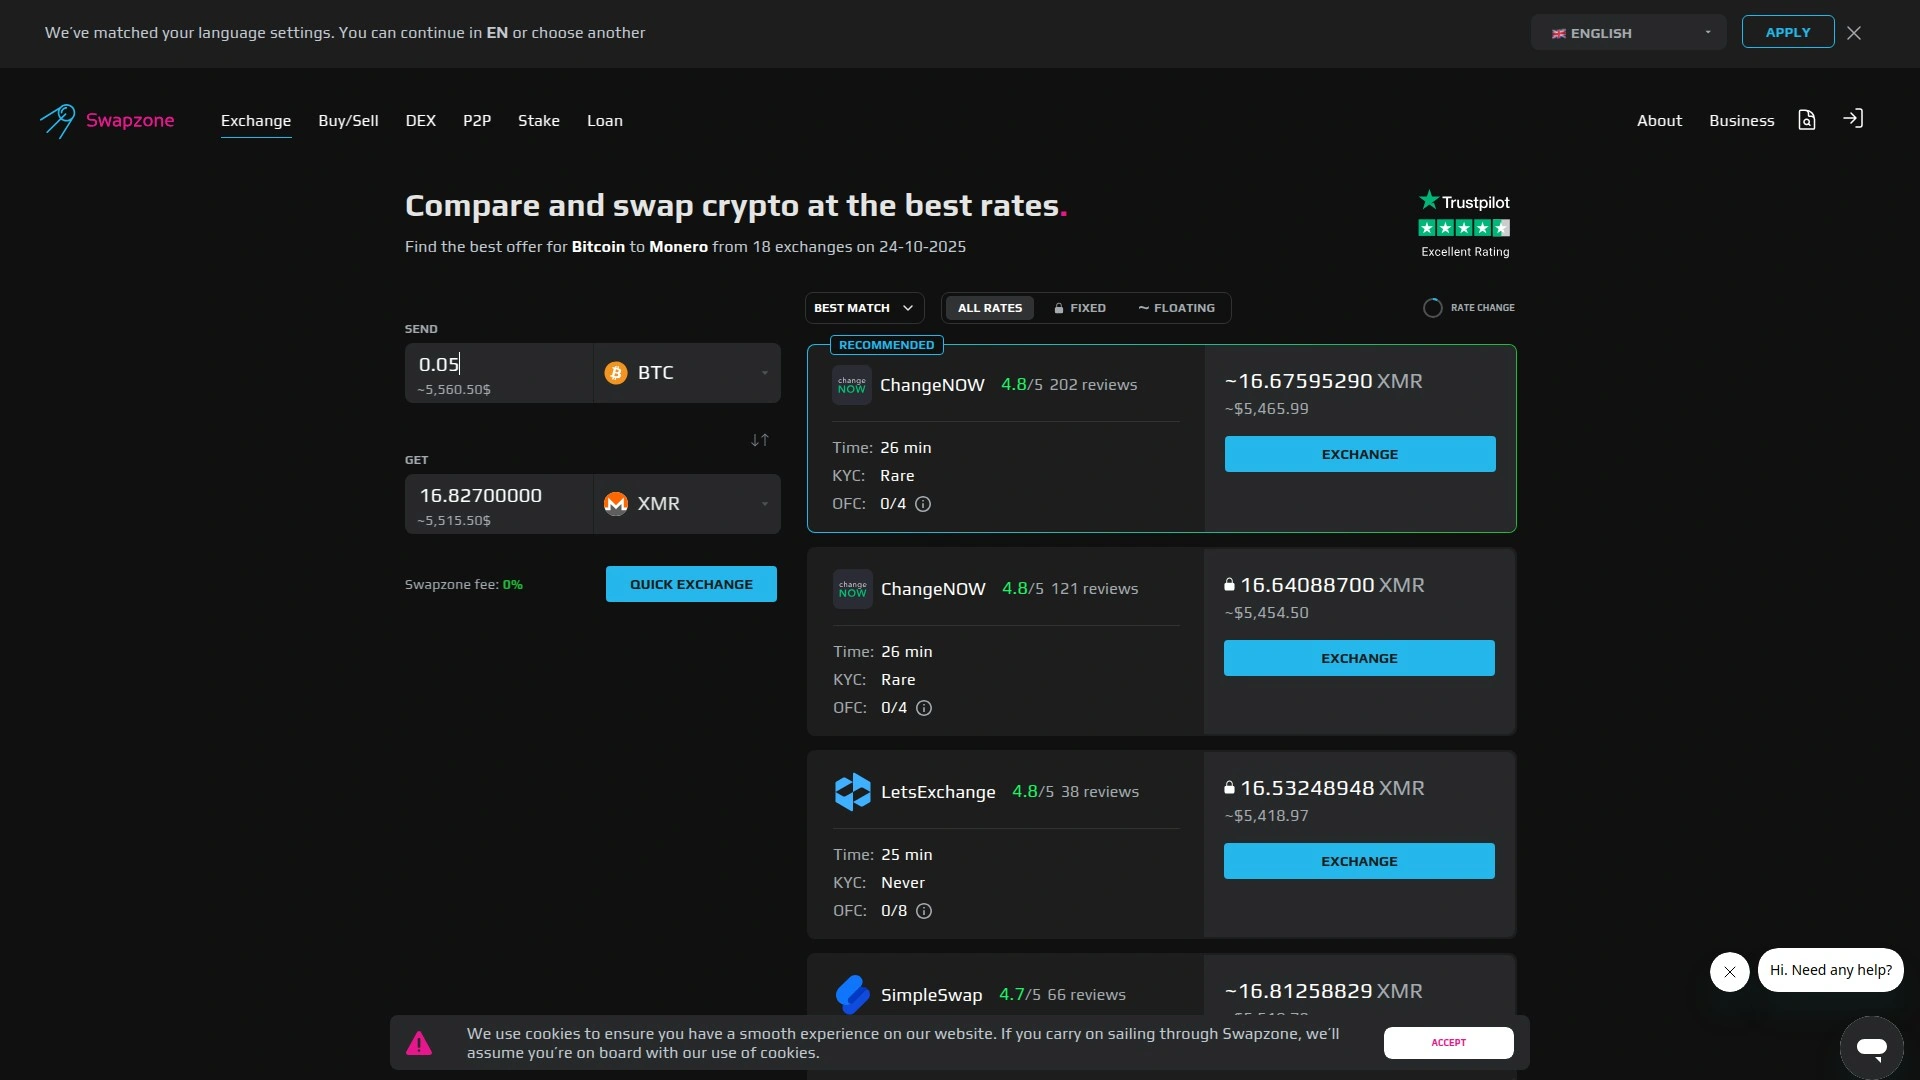 We've matched your language settings. You can continue in EN or choose another
ENGLISH
APPLY
Swapzone
Exchange
Buy/Sell
DEX
P2P
Stake
Loan
About
Business
Compare and swap crypto at the best rates.
Find the best offer for Bitcoin to Monero from 18 exchanges on 24-10-2025
Trustpilot
Excellent Rating
SEND
0.05
~5,560.50$
BTC
GET
16.82700000
~5,515.50$
XMR
Swapzone fee: 0%
QUICK EXCHANGE
BEST MATCH
ALL RATES
FIXED
~ FLOATING
RATE CHANGE
RECOMMENDED
change NOW
ChangeNOW 4.8/5 202 reviews
Time: 26 min
KYC: Rare
OFC: 0/4
~16.67595290 XMR
~$5,465.99
EXCHANGE
change NOW
ChangeNOW 4.8/5 121 reviews
Time: 26 min
KYC: Rare
OFC: 0/4
16.64088700 XMR
~$5,454.50
EXCHANGE
LetsExchange 4.8/5 38 reviews
Time: 25 min
KYC: Never
OFC: 0/8
16.53248948 XMR
~$5,418.97
EXCHANGE
SimpleSwap 4.7/5 66 reviews
~16.81258829 XMR
Hi. Need any help?
We use cookies to ensure you have a smooth experience on our website. If you carry on sailing through Swapzone, we'll
assume you're on board with our use of cookies.
ACCEPT